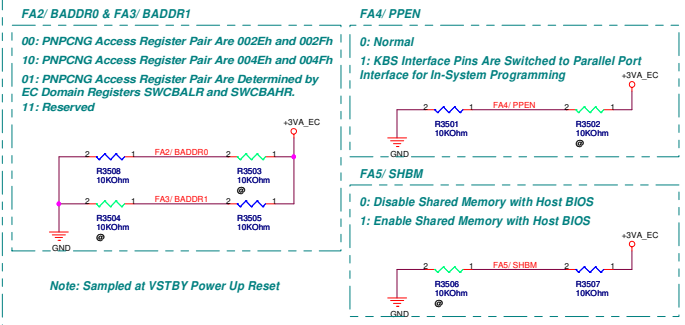 FA2/ BADDR0 & FA3/ BADDR1
00: PNPCNG Access Register Pair Are 002Eh and 002Fh
10: PNPCNG Access Register Pair Are 004Eh and 004Fh
01: PNPCNG Access Register Pair Are Determined by
EC Domain Registers SWCBALR and SWCBAHR.
11: Reserved
+3VA_EC
2 1 FA2/ BADDR0 2 1
R3508
10KOhm
R3503
10KOhm
@
2 1 FA3/ BADDR1 2 1
R3504
10KOhm
@
R3505
10KOhm
GND
Note: Sampled at VSTBY Power Up Reset
FA4/ PPEN
0: Normal
1: KBS Interface Pins Are Switched to Parallel Port
Interface for In-System Programming
+3VA_EC
2 1 FA4/ PPEN 2 1
R3501
10KOhm
R3502
10KOhm
@
GND
FA5/ SHBM
0: Disable Shared Memory with Host BIOS
1: Enable Shared Memory with Host BIOS
+3VA_EC
2 1 FA5/ SHBM 2 1
R3506
10KOhm
@
R3507
10KOhm
GND